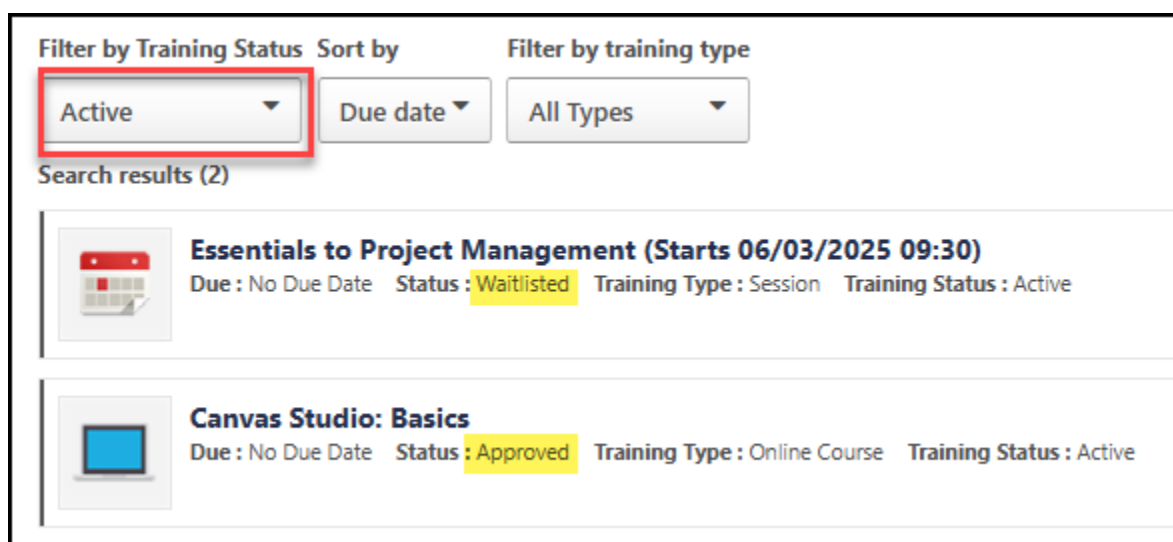 Filter by Training Status Sort by Filter by training type
Active Due date All Types
Search results (2)
Essentials to Project Management (Starts 06/03/2025 09:30)
Due : No Due Date Status : Waitlisted Training Type : Session Training Status : Active
Canvas Studio: Basics
Due : No Due Date Status : Approved Training Type : Online Course Training Status : Active